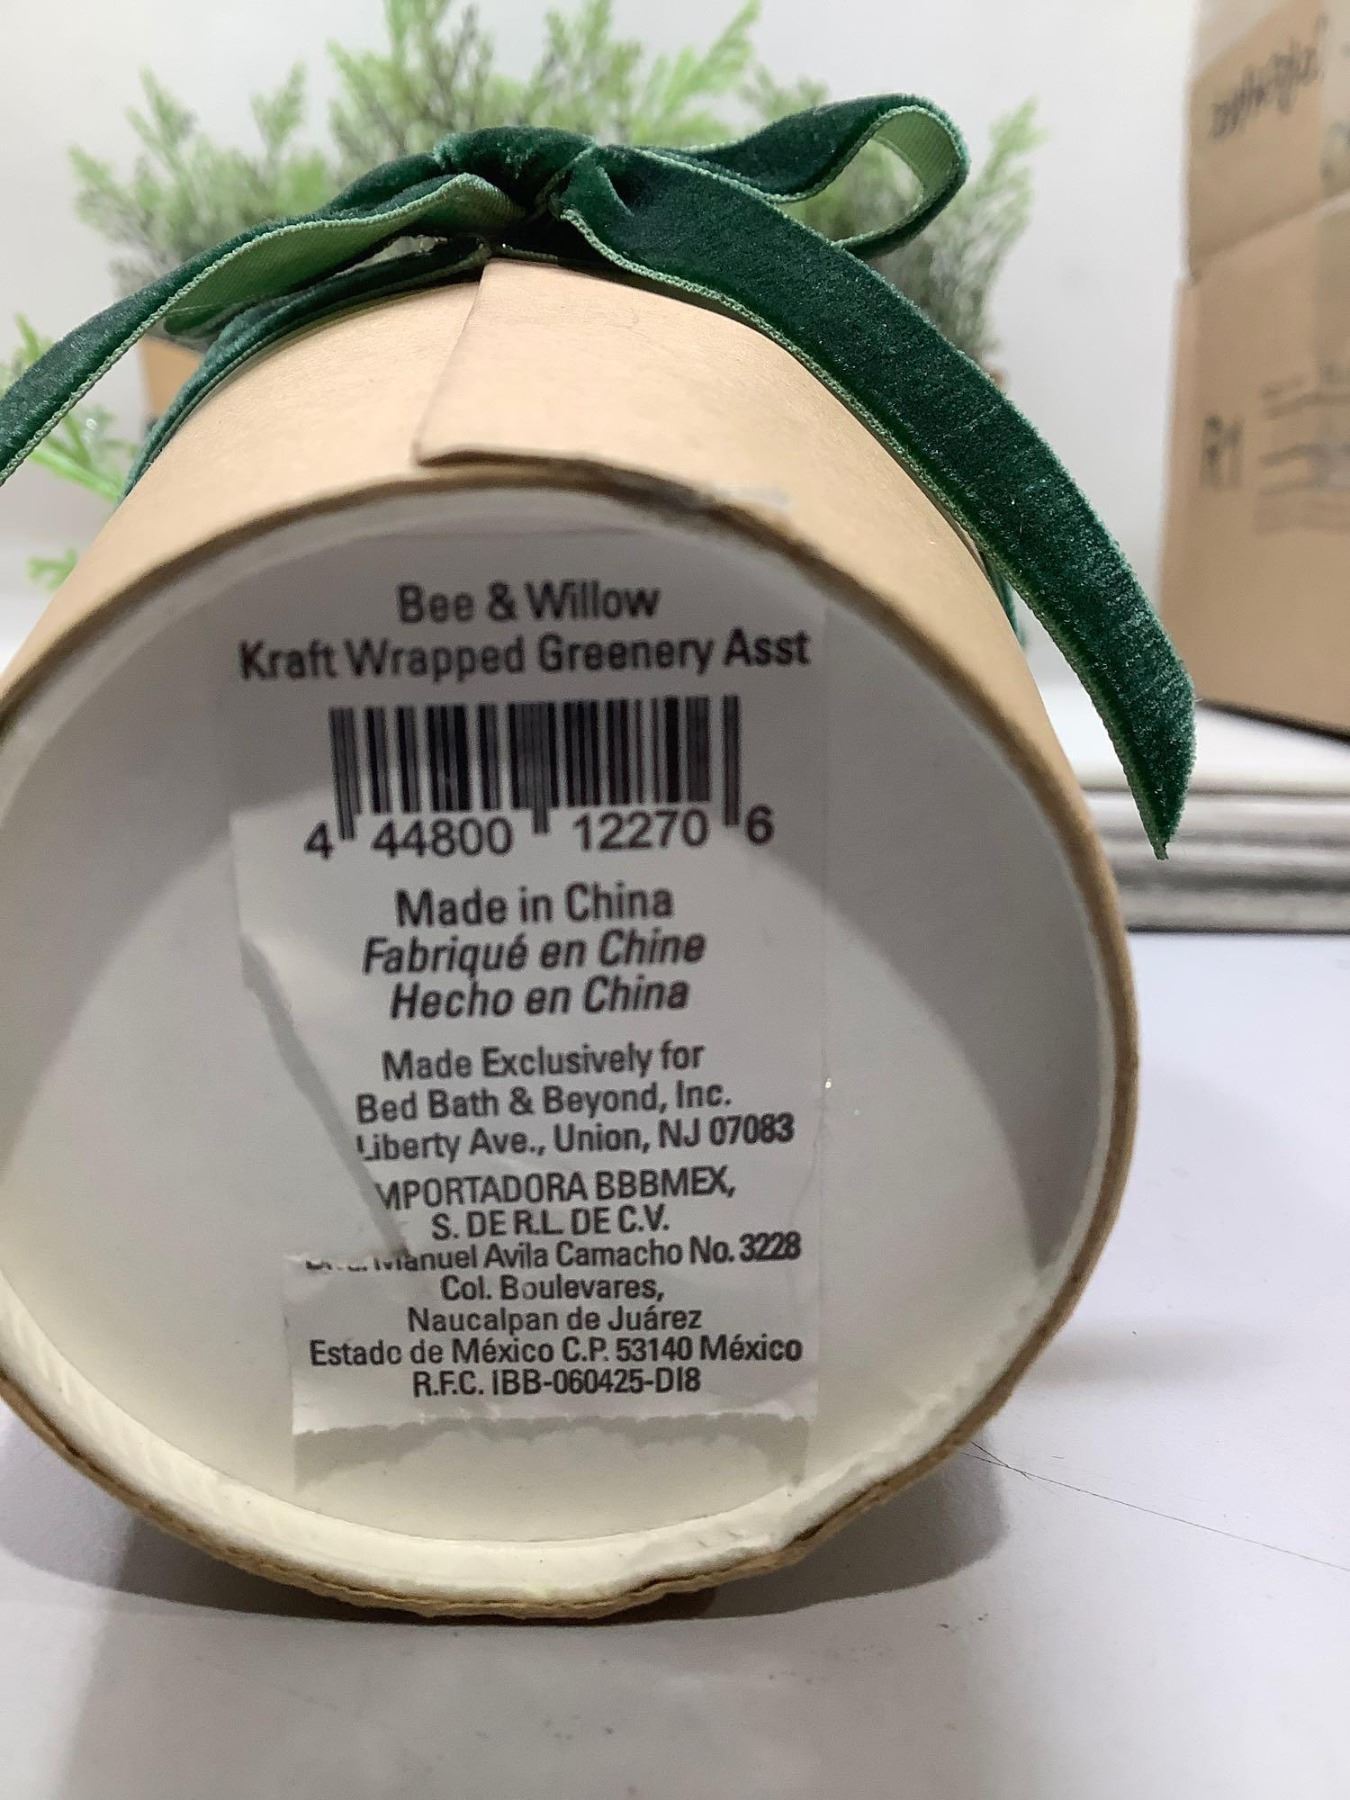 Bee & Willow
Kraft Wrapped Greenery Asst
4 44800 12270 6
Made in China
Fabriqué en Chine
Hecho en China
Made Exclusively for
Bed Bath & Beyond, Inc.
Liberty Ave., Union, NJ 07083
MPORTADORA BBBMEX,
S. DE R.L. DE C.V.
Manuel Avila Camacho No. 3228
Col. Boulevares,
Naucalpan de Juárez
Estado de México C.P. 53140 México
R.F.C. IBB-060425-DI8
R1